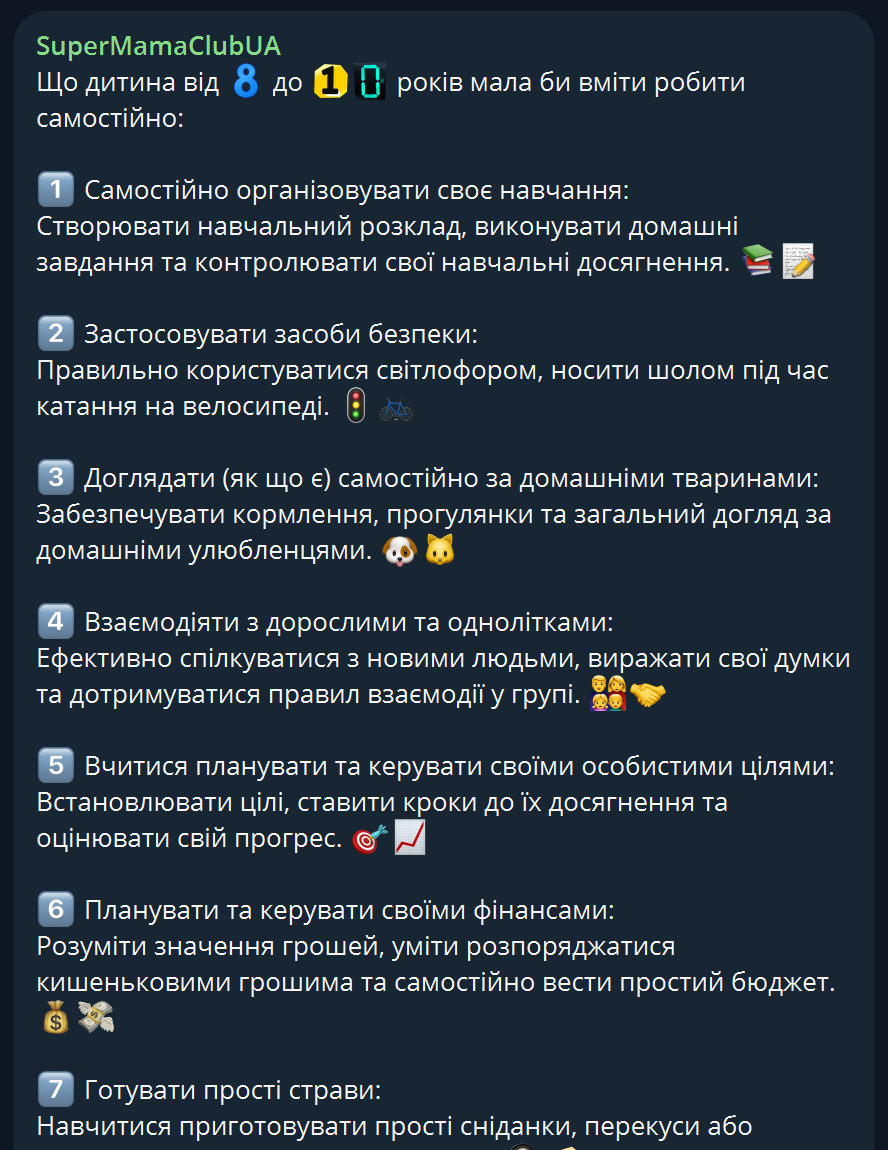 SuperMamaClubUA
Що дитина від 8 до 10 років мала би вміти робити
самостійно:
1 Самостійно організовувати своє навчання:
Створювати навчальний розклад, виконувати домашні
завдання та контролювати свої навчальні досягнення. 📚📝
2 Застосовувати засоби безпеки:
Правильно користуватися світлофором, носити шолом під час
катання на велосипеді. 🚦🚲
3 Доглядати (як що є) самостійно за домашніми тваринами:
Забезпечувати кормлення, прогулянки та загальний догляд за
домашніми улюбленцями. 🐶🐱
4 Взаємодіяти з дорослими та однолітками:
Ефективно спілкуватися з новими людьми, виражати свої думки
та дотримуватися правил взаємодії у групі. 👨‍👩‍👧‍👦🤝
5 Вчитися планувати та керувати своїми особистими цілями:
Встановлювати цілі, ставити кроки до їх досягнення та
оцінювати свій прогрес. 🎯📈
6 Планувати та керувати своїми фінансами:
Розуміти значення грошей, уміти розпоряджатися
кишеньковими грошима та самостійно вести простий бюджет.
💰💸
7 Готувати прості страви:
Навчитися приготовувати прості сніданки, перекуси або